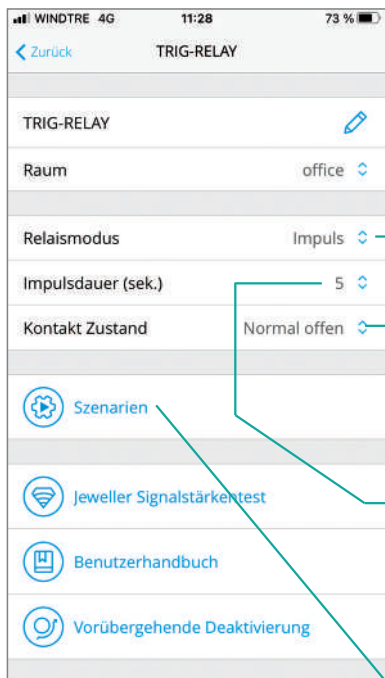 WINDTRE 4G 11:28 73 %
Zurück TRIG-RELAY
TRIG-RELAY
Raum office
Relaismodus Impuls
Impulsdauer (sek.) 5
Kontakt Zustand Normal offen
Szenarien
Jeweller Signalstärkentest
Benutzerhandbuch
Vorübergehende Deaktivierung